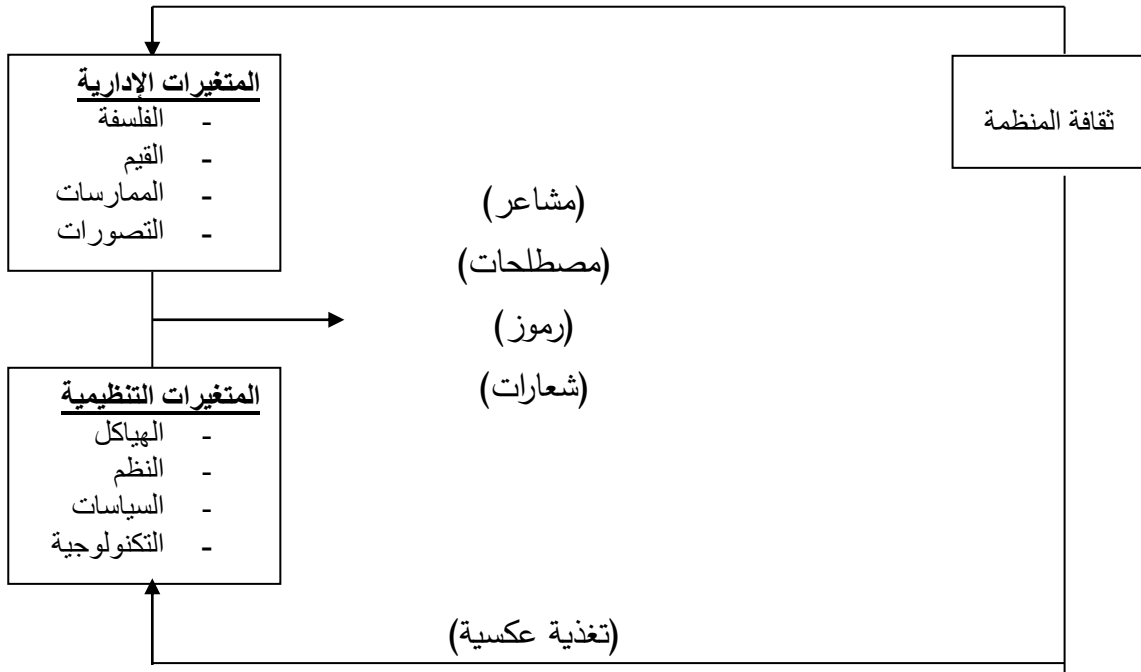 ثقافة المنظمة
المتغيرات الإدارية
- الفلسفة
- القيم
- الممارسات
- التصورات
(مشاعر)
(مصطلحات)
(رموز)
(شعارات)
المتغيرات التنظيمية
- الهياكل
- النظم
- السياسات
- التكنولوجية
(تغذية عكسية)